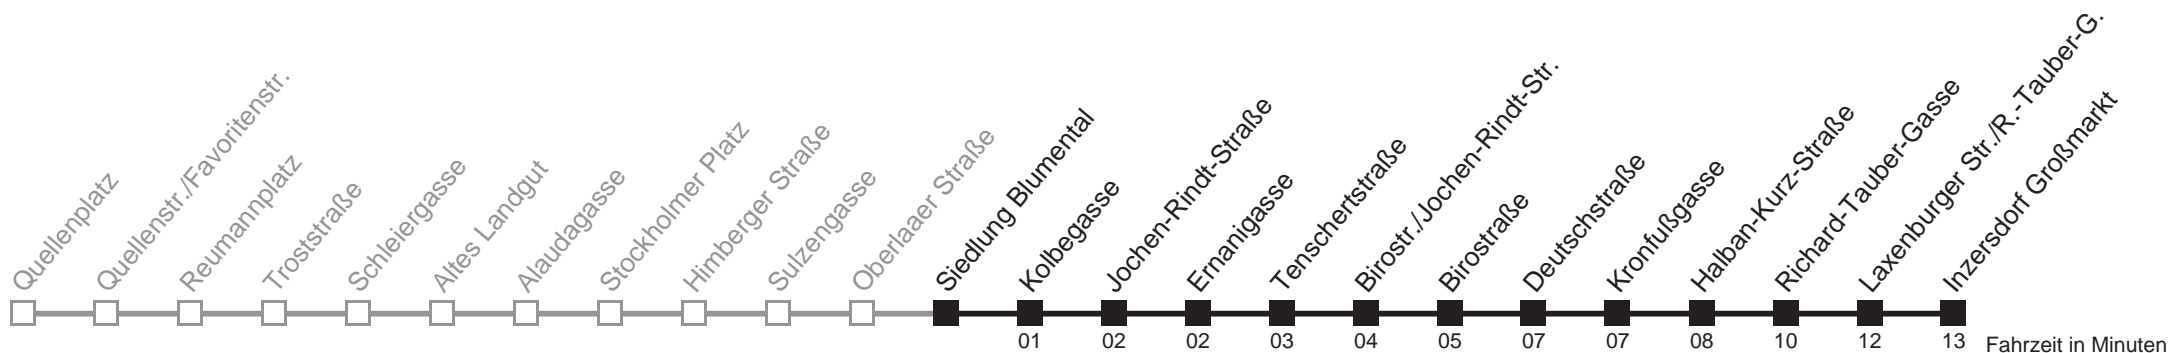 Quellenplatz
Quellenstr./Favoritenstr.
Reumannplatz
Troststraße
Schleiergasse
Altes Landgut
Alaudagasse
Stockholmer Platz
Himberger Straße
Sulzengasse
Oberlaaer Straße
Siedlung Blumental
Kolbegasse
Jochen-Rindt-Straße
Ernanigasse
Tenschertstraße
Birostr./Jochen-Rindt-Str.
Birostraße
Deutschstraße
Kronfußgasse
Halban-Kurz-Straße
Richard-Tauber-Gasse
Laxenburger Str./R.-Tauber-G.
Inzersdorf Großmarkt
01 02 02 03 04 05 07 07 08 10 12 13 Fahrzeit in Minuten